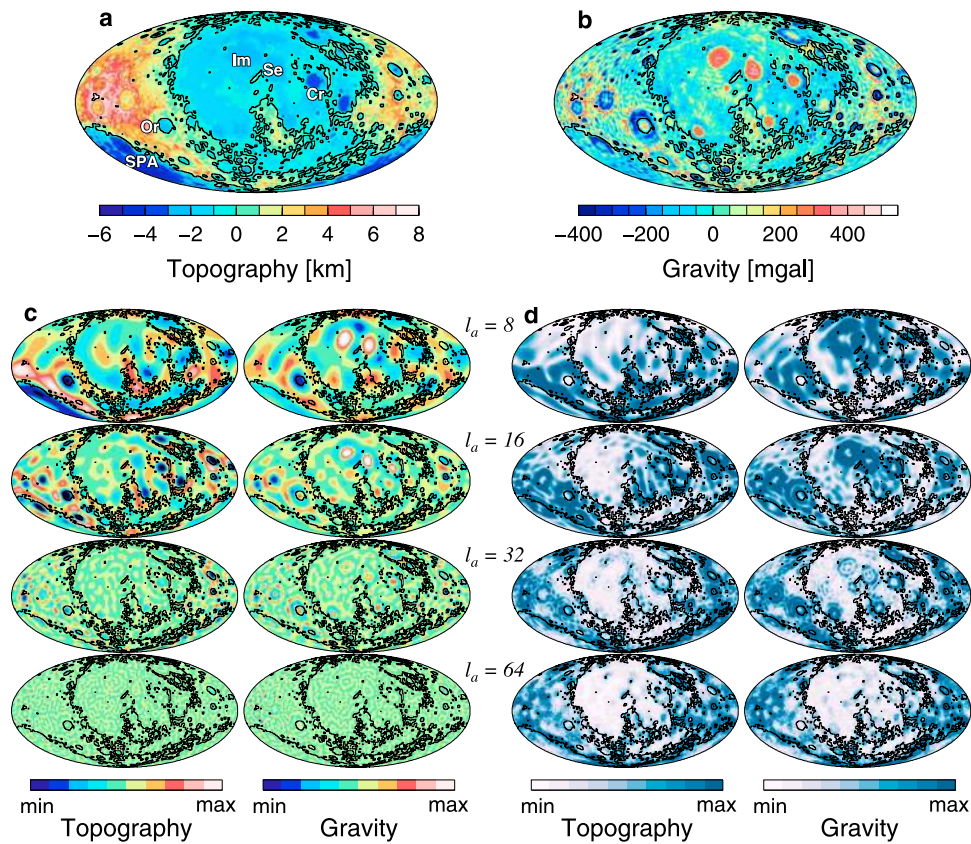 a
b
Im
Se
Cr
Or
SPA
−6 −4 −2 0 2 4 6 8
Topography [km]
−400 −200 0 200 400
Gravity [mgal]
c
d
l_a = 8
l_a = 16
l_a = 32
l_a = 64
min max min max min max min max
Topography Gravity Topography Gravity